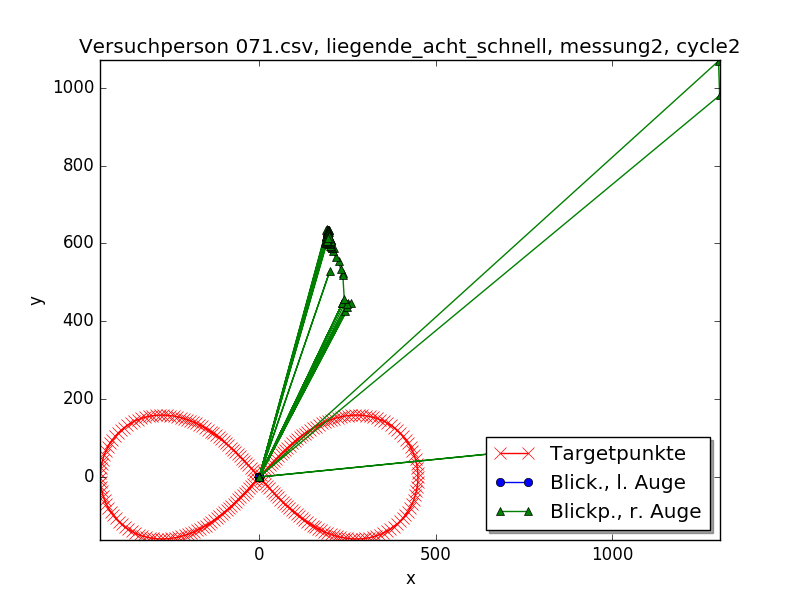 Versuchperson 071.csv, liegende_acht_schnell, messung2, cycle2
1000
800
600
400
200
0
y
0
500
1000
x
Targetpunkte
Blick., l. Auge
Blickp., r. Auge